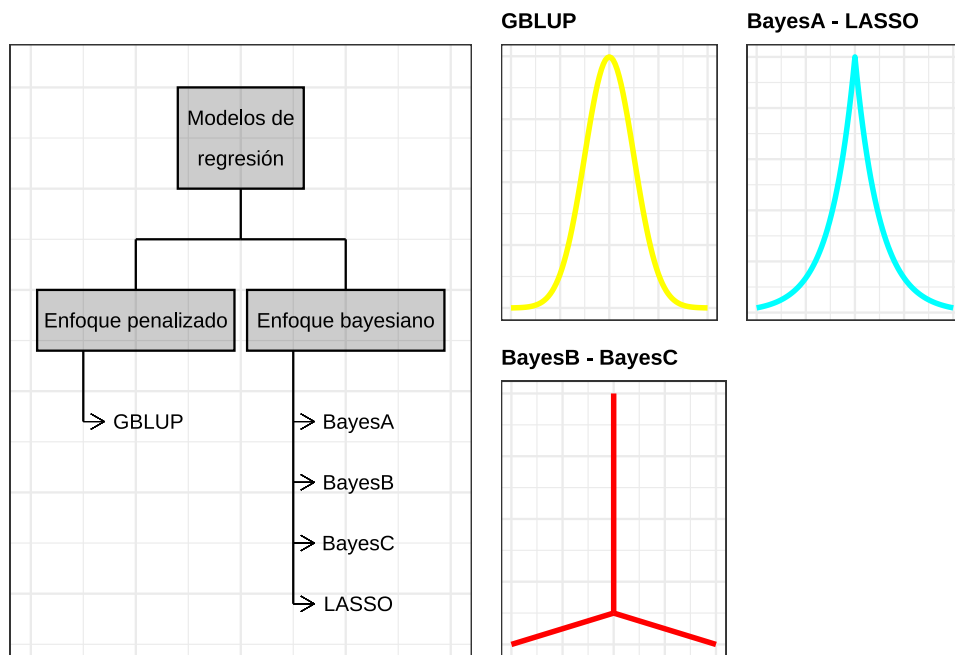 Modelos de
regresión
Enfoque penalizado
Enfoque bayesiano
GBLUP
BayesA
BayesB
BayesC
LASSO
GBLUP
BayesA - LASSO
BayesB - BayesC